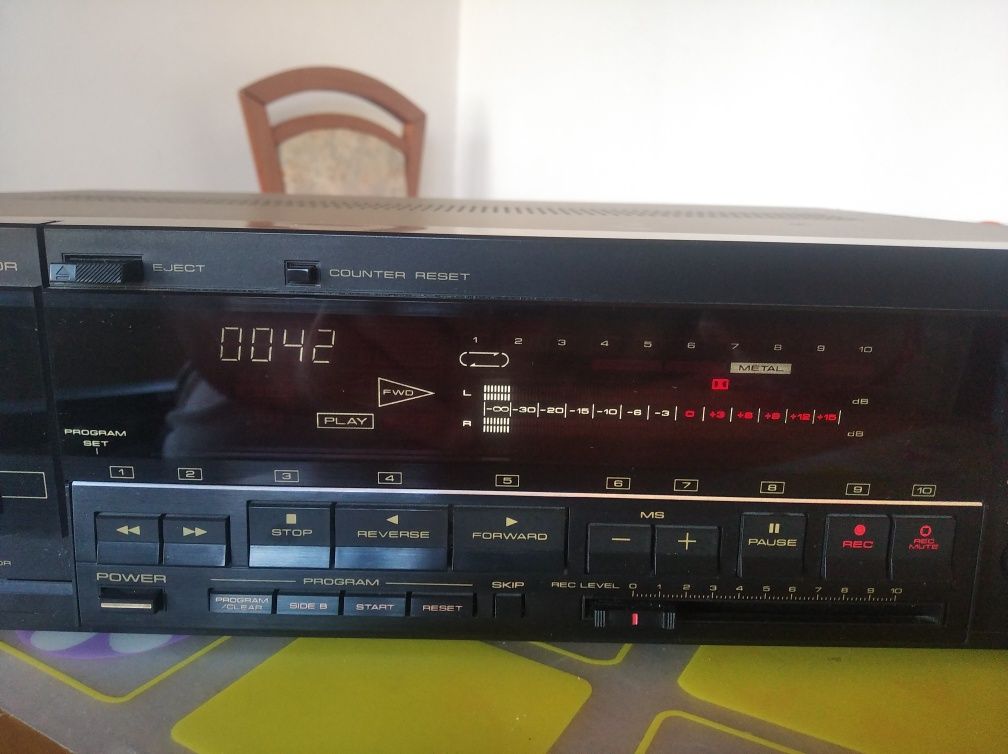 OR
EJECT
COUNTER RESET
0042
1 2 3 4 5 6 7 8 9 10
METAL
FWD
L
-∞ -30 -20 -15 -10 -6 -3 0 +3 +6 +9 +12 +15 dB
R
dB
PLAY
PROGRAM
SET
1 2 3 4 5 6 7 8 9 10
STOP
REVERSE
FORWARD
MS
− +
PAUSE
REC
REC
MUTE
OR
POWER
PROGRAM
PROGRAM
/CLEAR
SIDE B
START
RESET
SKIP
REC LEVEL 0 1 2 3 4 5 6 7 8 9 10